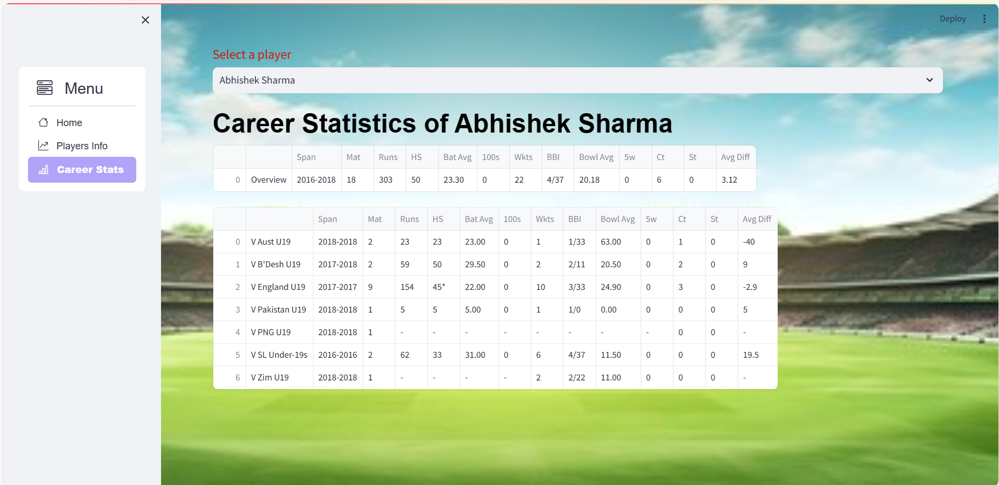 Deploy
Menu
Home
Players Info
Career Stats
Select a player
Abhishek Sharma
Career Statistics of Abhishek Sharma
Span Mat Runs HS Bat Avg 100s Wkts BBI Bowl Avg 5w Ct St Avg Diff
0 Overview 2016-2018 18 303 50 23.30 0 22 4/37 20.18 0 6 0 3.12
Span Mat Runs HS Bat Avg 100s Wkts BBI Bowl Avg 5w Ct St Avg Diff
0 V Aust U19 2018-2018 2 23 23 23.00 0 1 1/33 63.00 0 1 0 -40
1 V B'Desh U19 2017-2018 2 59 50 29.50 0 2 2/11 20.50 0 2 0 9
2 V England U19 2017-2017 9 154 45* 22.00 0 10 3/33 24.90 0 3 0 -2.9
3 V Pakistan U19 2018-2018 1 5 5 5.00 0 1 1/0 0.00 0 0 0 5
4 V PNG U19 2018-2018 1 - - - - - - - - 0 0 -
5 V SL Under-19s 2016-2016 2 62 33 31.00 0 6 4/37 11.50 0 0 0 19.5
6 V Zim U19 2018-2018 1 - - - - 2 2/22 11.00 0 0 0 -